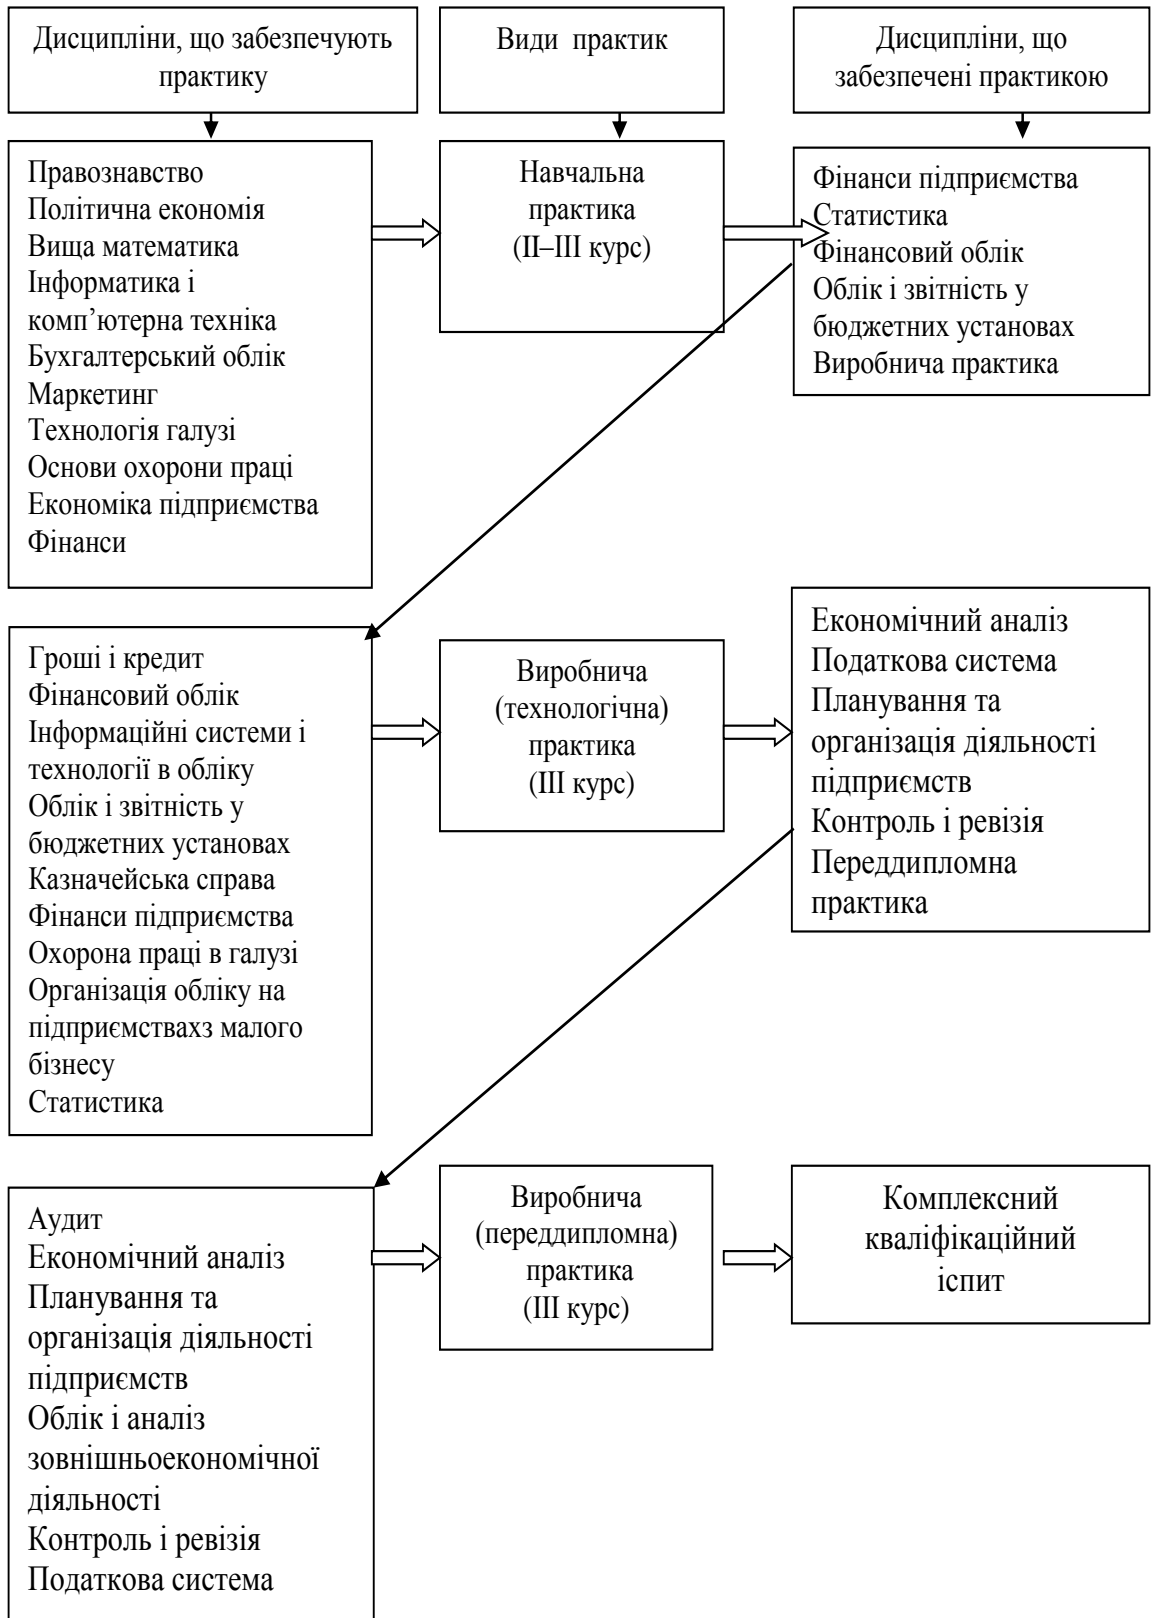 Дисципліни, що забезпечують
практику
Види практик
Дисципліни, що
забезпечені практикою
Правознавство
Політична економія
Вища математика
Інформатика і
комп’ютерна техніка
Бухгалтерський облік
Маркетинг
Технологія галузі
Основи охорони праці
Економіка підприємства
Фінанси
Навчальна
практика
(ІІ–ІІІ курс)
Фінанси підприємства
Статистика
Фінансовий облік
Облік і звітність у
бюджетних установах
Виробнича практика
Гроші і кредит
Фінансовий облік
Інформаційні системи і
технології в обліку
Облік і звітність у
бюджетних установах
Казначейська справа
Фінанси підприємства
Охорона праці в галузі
Організація обліку на
підприємствахз малого
бізнесу
Статистика
Виробнича
(технологічна)
практика
(ІІІ курс)
Економічний аналіз
Податкова система
Планування та
організація діяльності
підприємств
Контроль і ревізія
Переддипломна
практика
Аудит
Економічний аналіз
Планування та
організація діяльності
підприємств
Облік і аналіз
зовнішньоекономічної
діяльності
Контроль і ревізія
Податкова система
Виробнича
(переддипломна)
практика
(ІІІ курс)
Комплексний
кваліфікаційний
іспит